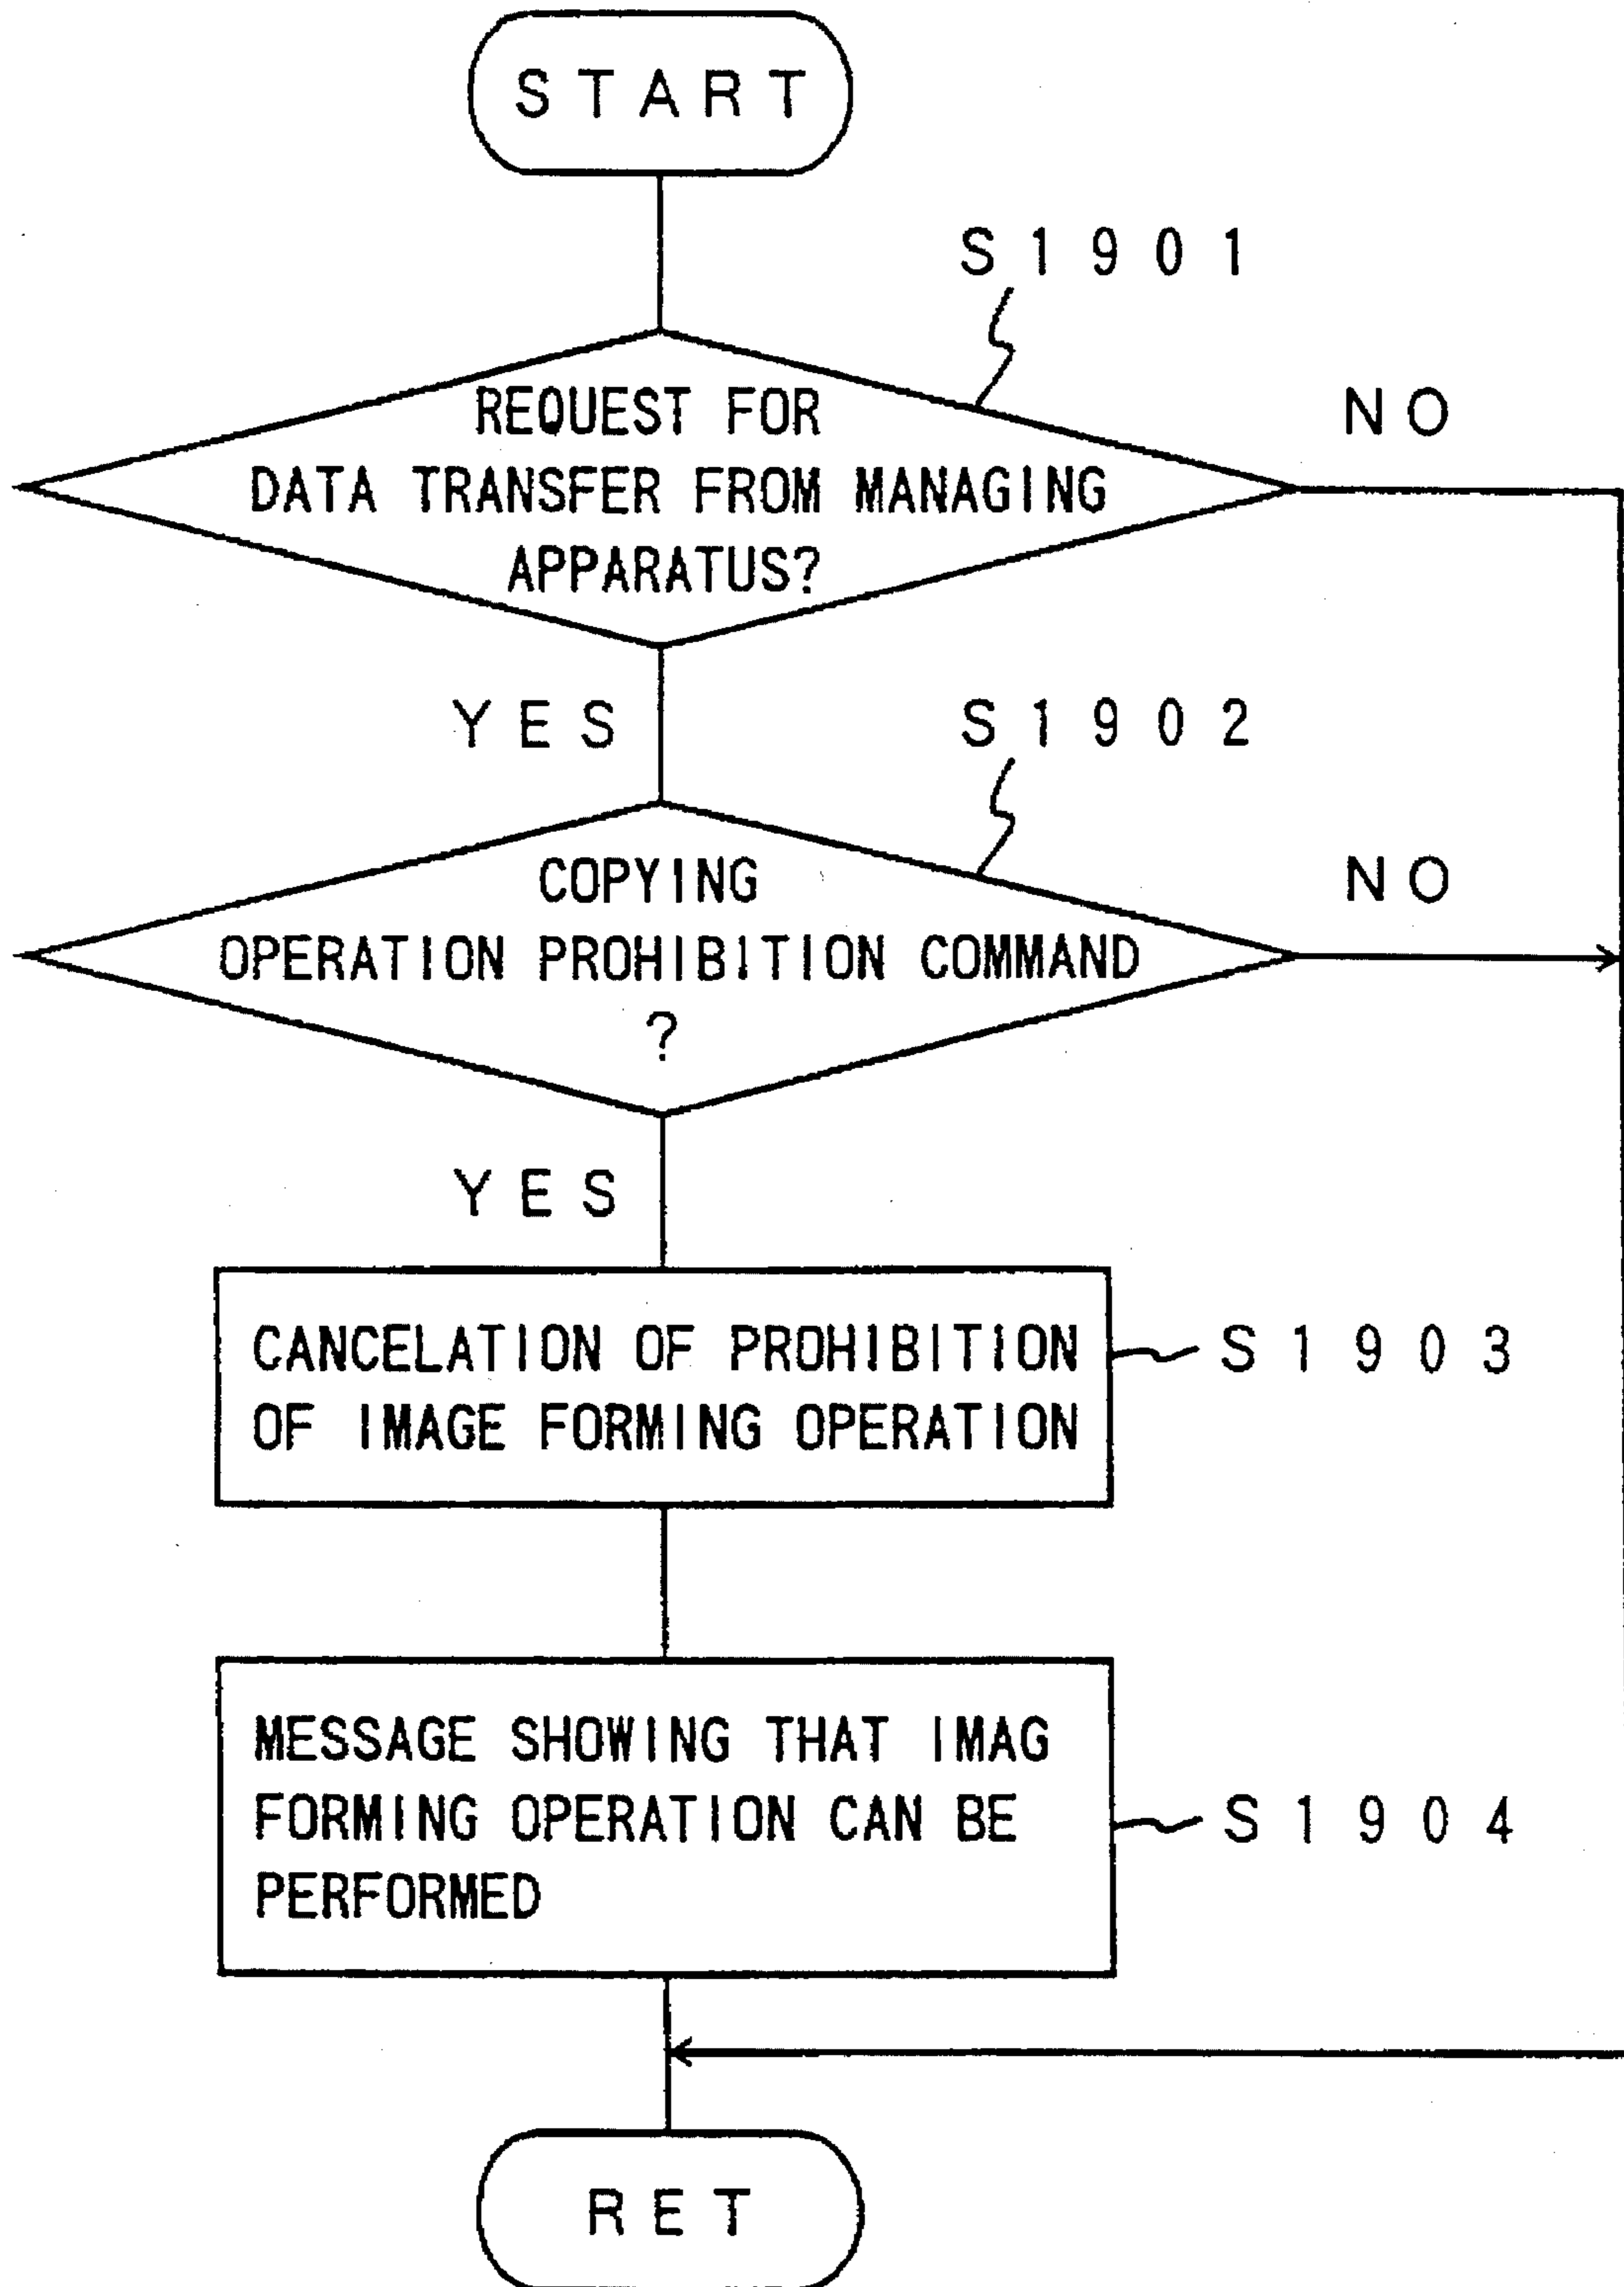 START
S1901
REQUEST FOR
NO
DATA TRANSFER FROM MANAGING
APPARATUS?
YES
S1902
COPYING
NO
OPERATION PROHIBITION COMMAND
?
YES
CANCELATION OF PROHIBITION
OF IMAGE FORMING OPERATION
S1903
MESSAGE SHOWING THAT IMAG
FORMING OPERATION CAN BE
PERFORMED
S1904
RET